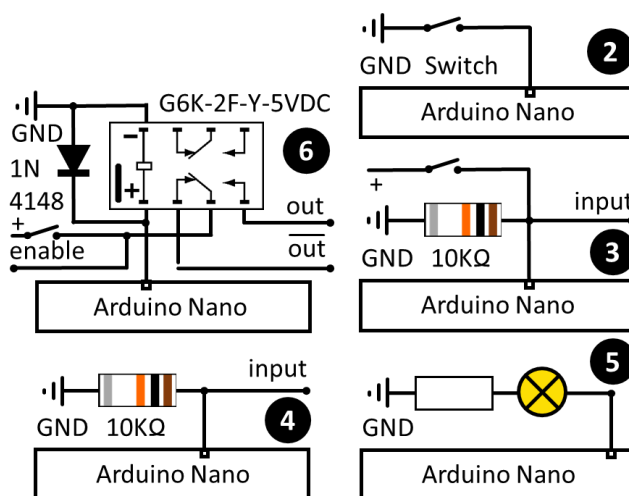 G6K-2F-Y-5VDC
GND
1N
4148
−
+
6
+
enable
out
out
Arduino Nano
GND Switch
2
Arduino Nano
+
input
GND 10KΩ
3
Arduino Nano
input
GND 10KΩ
4
Arduino Nano
5
GND
Arduino Nano